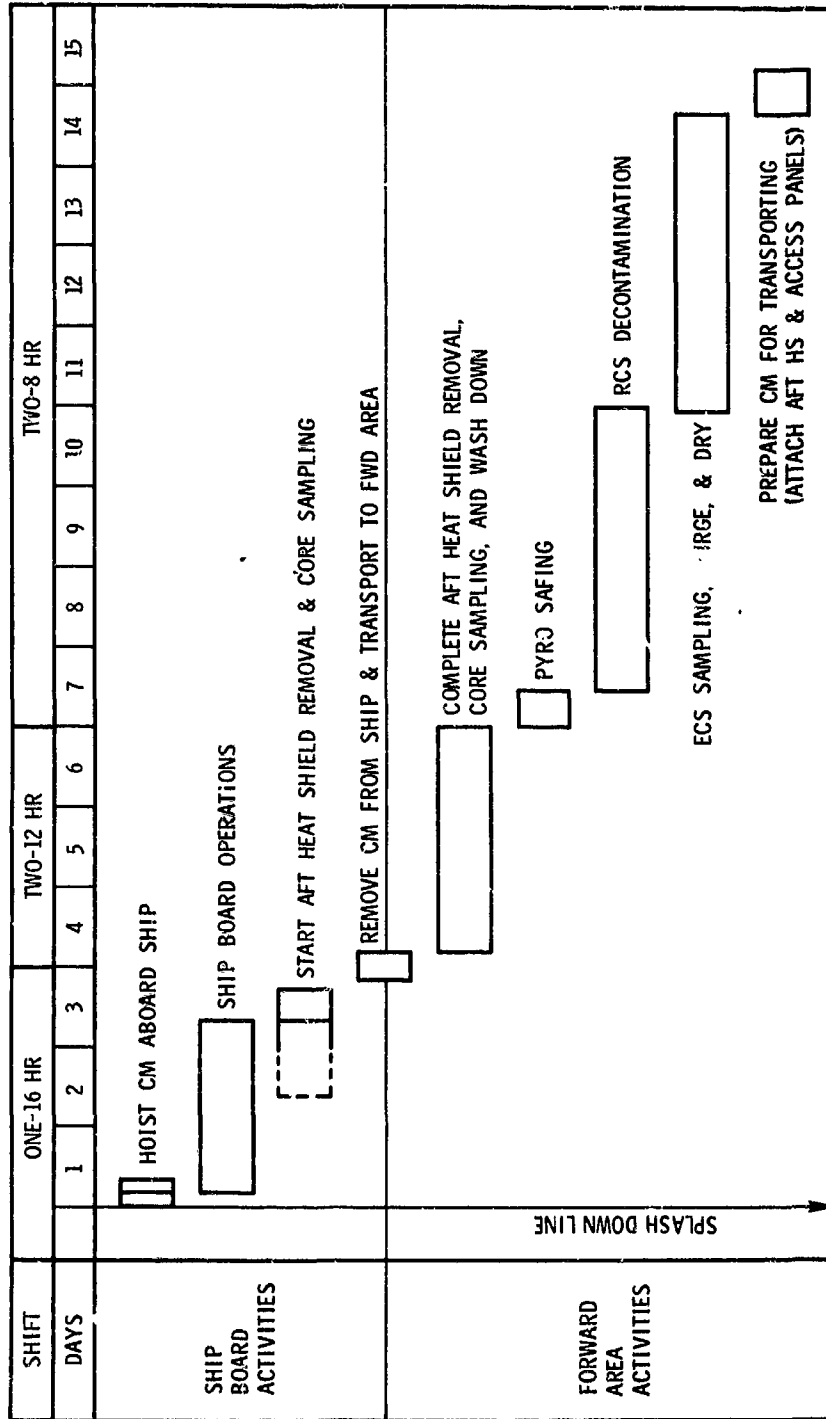 SHIFT
ONE-16 HR
TWO-12 HR
TWO-8 HR
DAYS
1
2
3
4
5
6
7
8
9
10
11
12
13
14
15
SHIP
BOARD
ACTIVITIES
HOIST CM ABOARD SHIP
SHIP BOARD OPERATIONS
START AFT HEAT SHIELD REMOVAL & CORE SAMPLING
REMOVE CM FROM SHIP & TRANSPORT TO FWD AREA
FORWARD
AREA
ACTIVITIES
SPLASH DOWN LINE
COMPLETE AFT HEAT SHIELD REMOVAL,
CORE SAMPLING, AND WASH DOWN
PYRO SAFING
RCS DECONTAMINATION
ECS SAMPLING, & DRY
PREPARE CM FOR TRANSPORTING
(ATTACH AFT HS & ACCESS PANELS)